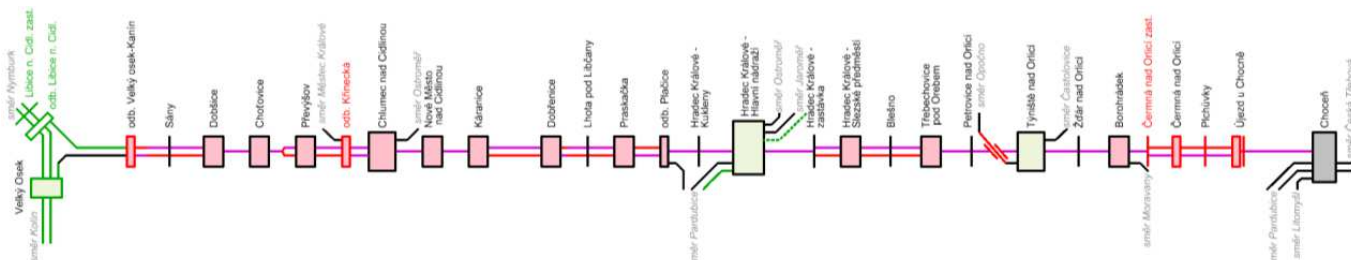 směr Nymburk
Libice n. Cidl. zast.
odb. Libice n. Cidl.
Velký Osek
směr Kolín
odb. Velký osek-Kanín
Sány
Dobšice
Choťovice
Převýšov
směr Městec Králové
odb. Křinecká
Chlumec nad Cidlinou
směr Ostroměř
Nové Město
nad Cidlinou
Káranice
Dobřenice
Lhota pod Libčany
Praskačka
odb. Plačice
Hradec Králové -
Kukleny
směr Pardubice
Hradec Králové -
Hlavní nádraží
směr Ostroměř
směr Jaroměř
Hradec Králové -
zastávka
Hradec Králové -
Slezské předměstí
Blešno
Třebechovice
pod Orebem
Petrovice nad Orlicí
směr Opočno
Týniště nad Orlicí
směr Častolovice
Žďár nad Orlicí
Borohrádek
směr Moravany
Čermná nad Orlicí zast.
Čermná nad Orlicí
Plchůvky
Újezd u Chocně
směr Pardubice
směr Litomyšl
Choceň
směr Česká Třebová